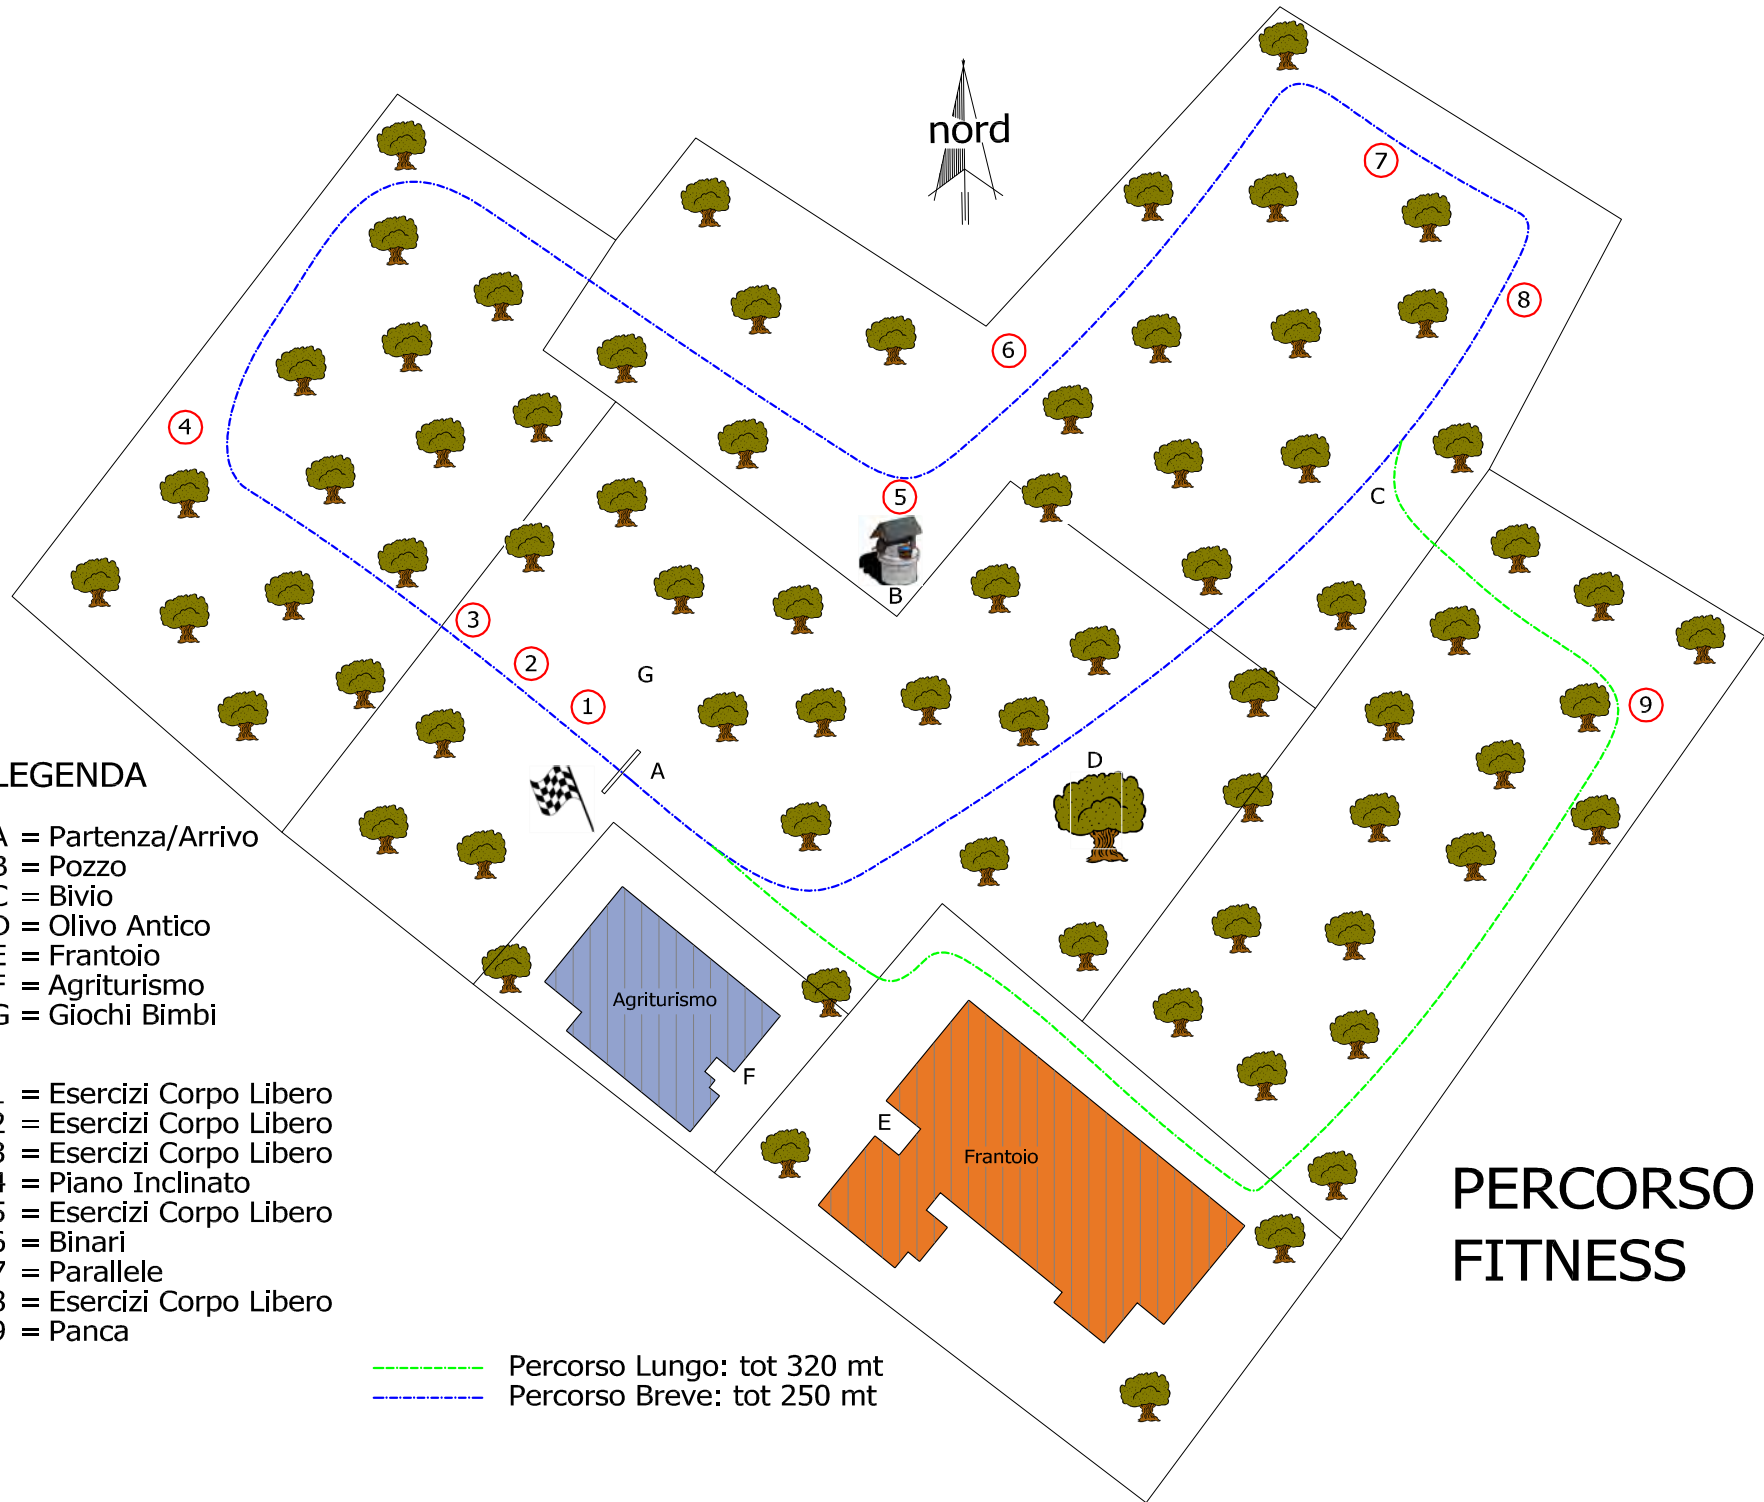 nord
7
8
6
4
5
C
B
3
2
G
1
9
A
D
LEGENDA
A = Partenza/Arrivo
B = Pozzo
C = Bivio
D = Olivo Antico
E = Frantoio
F = Agriturismo
G = Giochi Bimbi
1 = Esercizi Corpo Libero
2 = Esercizi Corpo Libero
3 = Esercizi Corpo Libero
4 = Piano Inclinato
5 = Esercizi Corpo Libero
6 = Binari
7 = Parallele
8 = Esercizi Corpo Libero
9 = Panca
Agriturismo
F
E
Frantoio
PERCORSO
FITNESS
Percorso Lungo: tot 320 mt
Percorso Breve: tot 250 mt